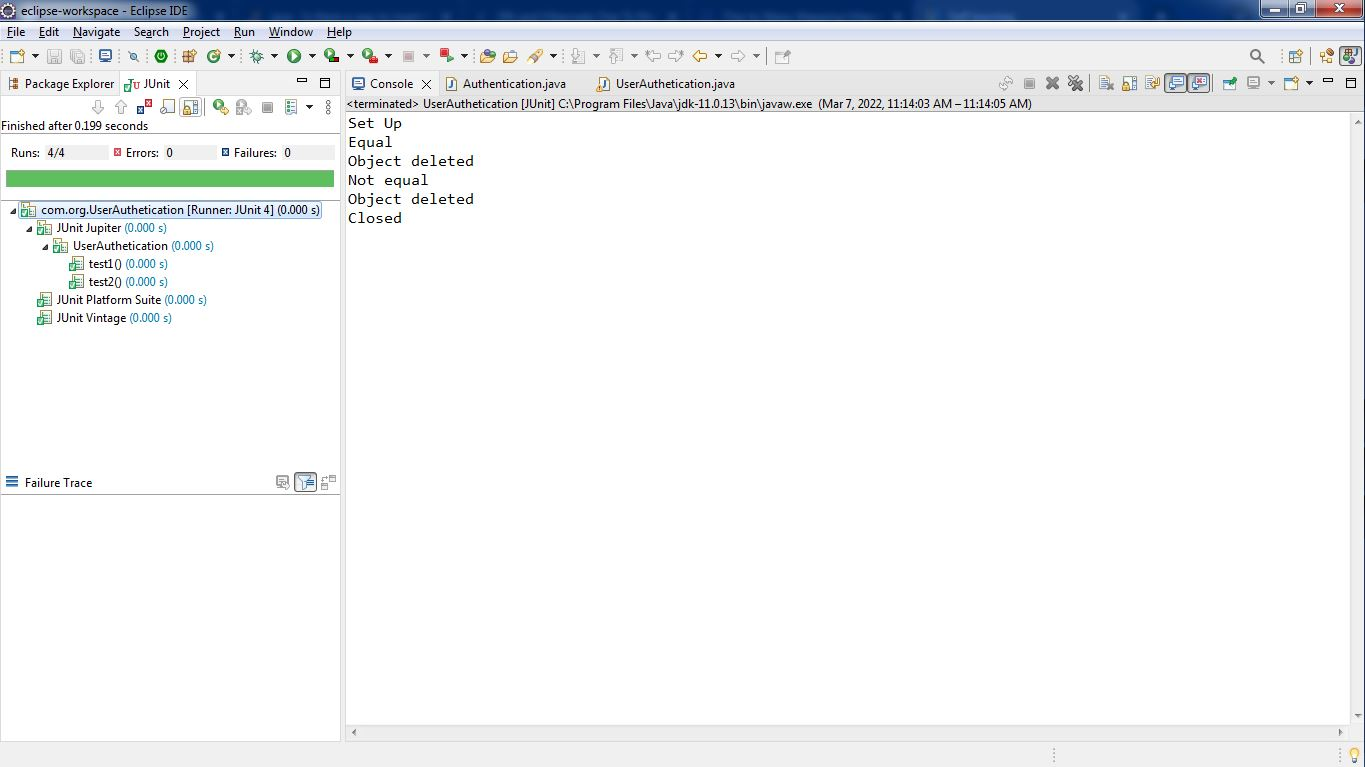 eclipse-workspace - Eclipse IDE
File Edit Navigate Search Project Run Window Help
Package Explorer JUnit
Finished after 0.199 seconds
Runs: 4/4 Errors: 0 Failures: 0
com.org.UserAuthetication [Runner: JUnit 4] (0.000 s)
JUnit Jupiter (0.000 s)
UserAuthetication (0.000 s)
test1() (0.000 s)
test2() (0.000 s)
JUnit Platform Suite (0.000 s)
JUnit Vintage (0.000 s)
Failure Trace
Console Authentication.java UserAuthetication.java
<terminated> UserAuthetication [JUnit] C:\Program Files\Java\jdk-11.0.13\bin\javaw.exe (Mar 7, 2022, 11:14:03 AM – 11:14:05 AM)
Set Up
Equal
Object deleted
Not equal
Object deleted
Closed